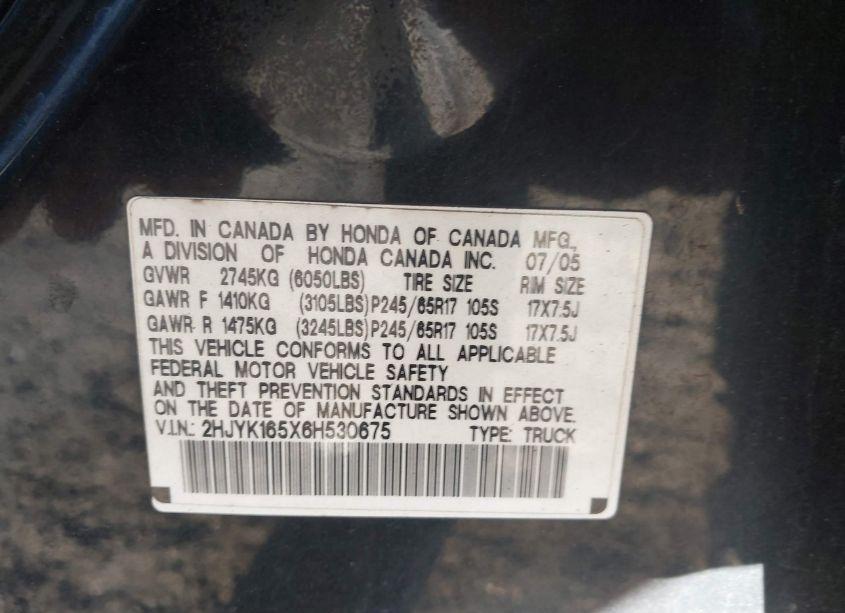 MFD. IN CANADA BY HONDA OF CANADA MFG.,
A DIVISION OF HONDA CANADA INC. 07/05
GVWR 2745KG (6050LBS) TIRE SIZE RIM SIZE
GAWR F 1410KG (3105LBS) P245/65R17 105S 17X7.5J
GAWR R 1475KG (3245LBS) P245/65R17 105S 17X7.5J
THIS VEHICLE CONFORMS TO ALL APPLICABLE
FEDERAL MOTOR VEHICLE SAFETY
AND THEFT PREVENTION STANDARDS IN EFFECT
ON THE DATE OF MANUFACTURE SHOWN ABOVE.
V.I.N.: 2HJYK165X6H530675 TYPE: TRUCK